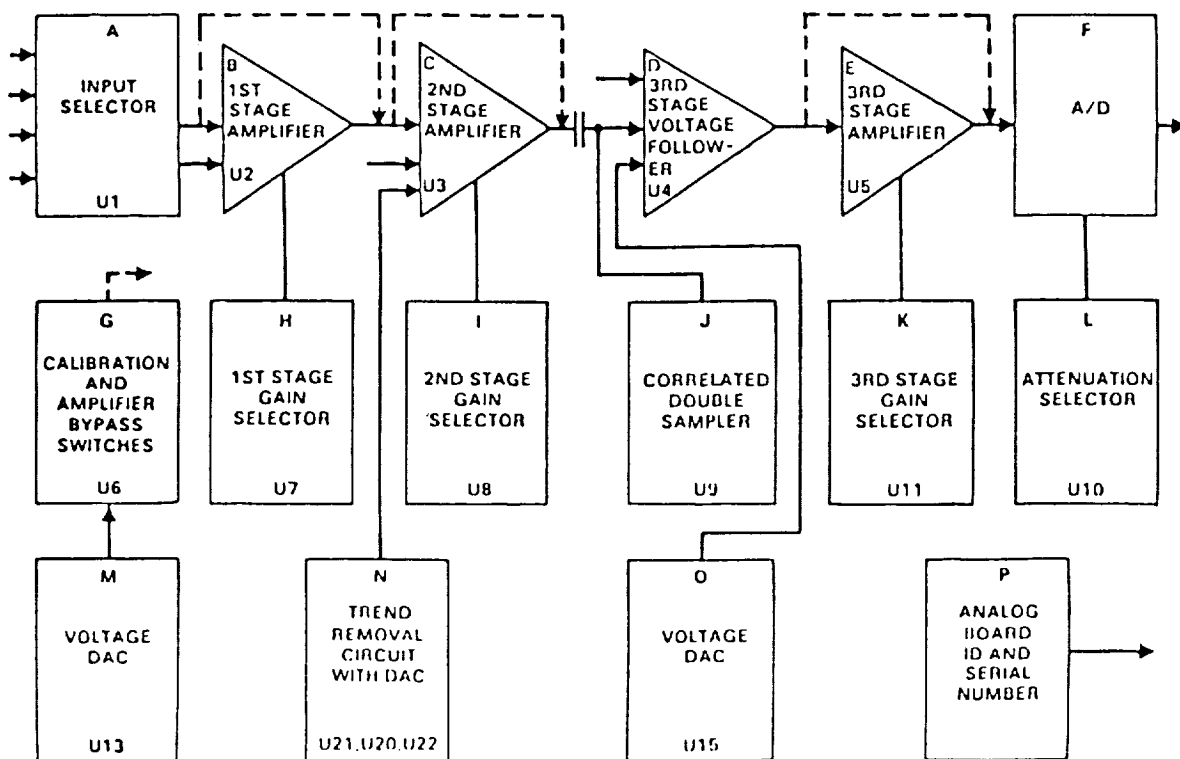 A
INPUT
SELECTOR
U1
B
1ST
STAGE
AMPLIFIER
U2
C
2ND
STAGE
AMPLIFIER
U3
D
3RD
STAGE
VOLTAGE
FOLLOW-
ER
U4
E
3RD
STAGE
AMPLIFIER
U5
F
A/D
G
CALIBRATION
AND
AMPLIFIER
BYPASS
SWITCHES
U6
H
1ST STAGE
GAIN
SELECTOR
U7
I
2ND STAGE
GAIN
SELECTOR
U8
J
CORRELATED
DOUBLE
SAMPLER
U9
K
3RD STAGE
GAIN
SELECTOR
U11
L
ATTENUATION
SELECTOR
U10
M
VOLTAGE
DAC
U13
N
TREND
REMOVAL
CIRCUIT
WITH DAC
U21,U20,U22
O
VOLTAGE
DAC
U15
P
ANALOG
BOARD
ID AND
SERIAL
NUMBER